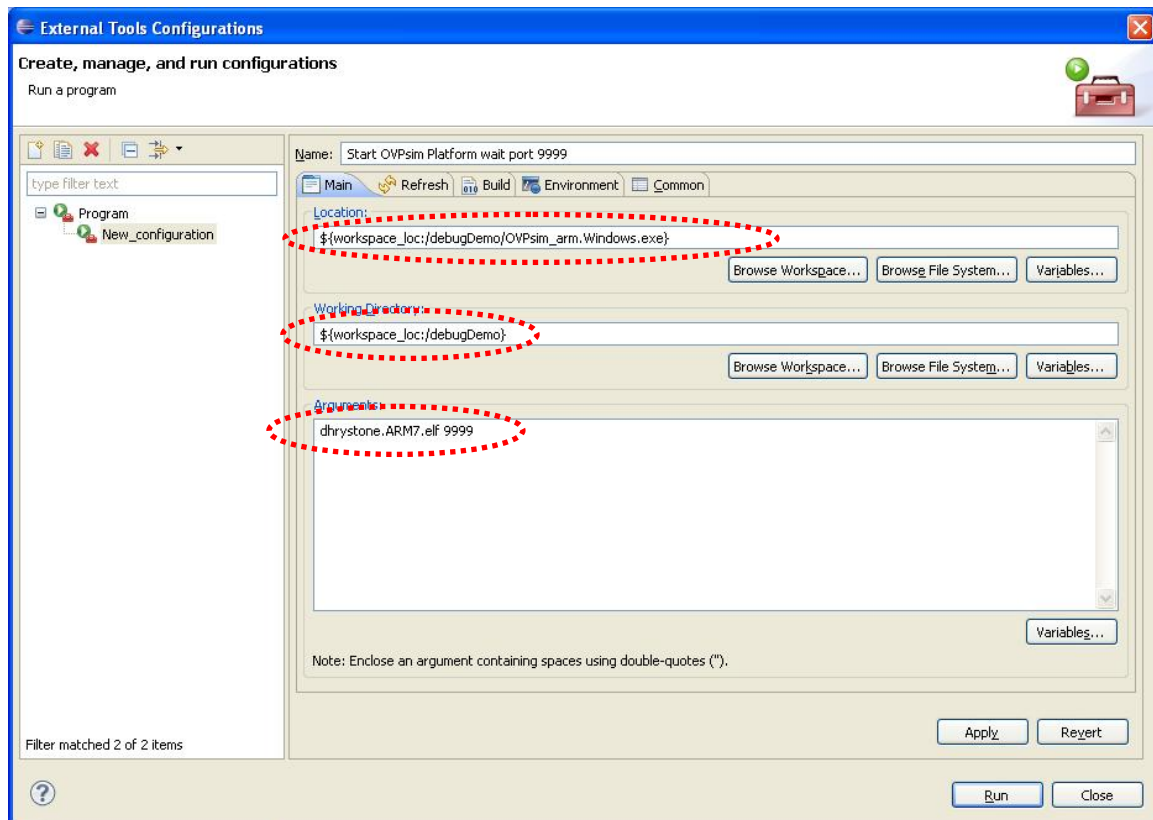 External Tools Configurations
Create, manage, and run configurations
Run a program
type filter text
Program
New_configuration
Filter matched 2 of 2 items
Name: Start OVPsim Platform wait port 9999
Main Refresh Build Environment Common
Location:
${workspace_loc:/debugDemo/OVPsim_arm.Windows.exe}
Browse Workspace... Browse File System... Variables...
Working Directory:
${workspace_loc:/debugDemo}
Browse Workspace... Browse File System... Variables...
Arguments:
dhrystone.ARM7.elf 9999
Variables...
Note: Enclose an argument containing spaces using double-quotes (").
Apply Revert
Run Close